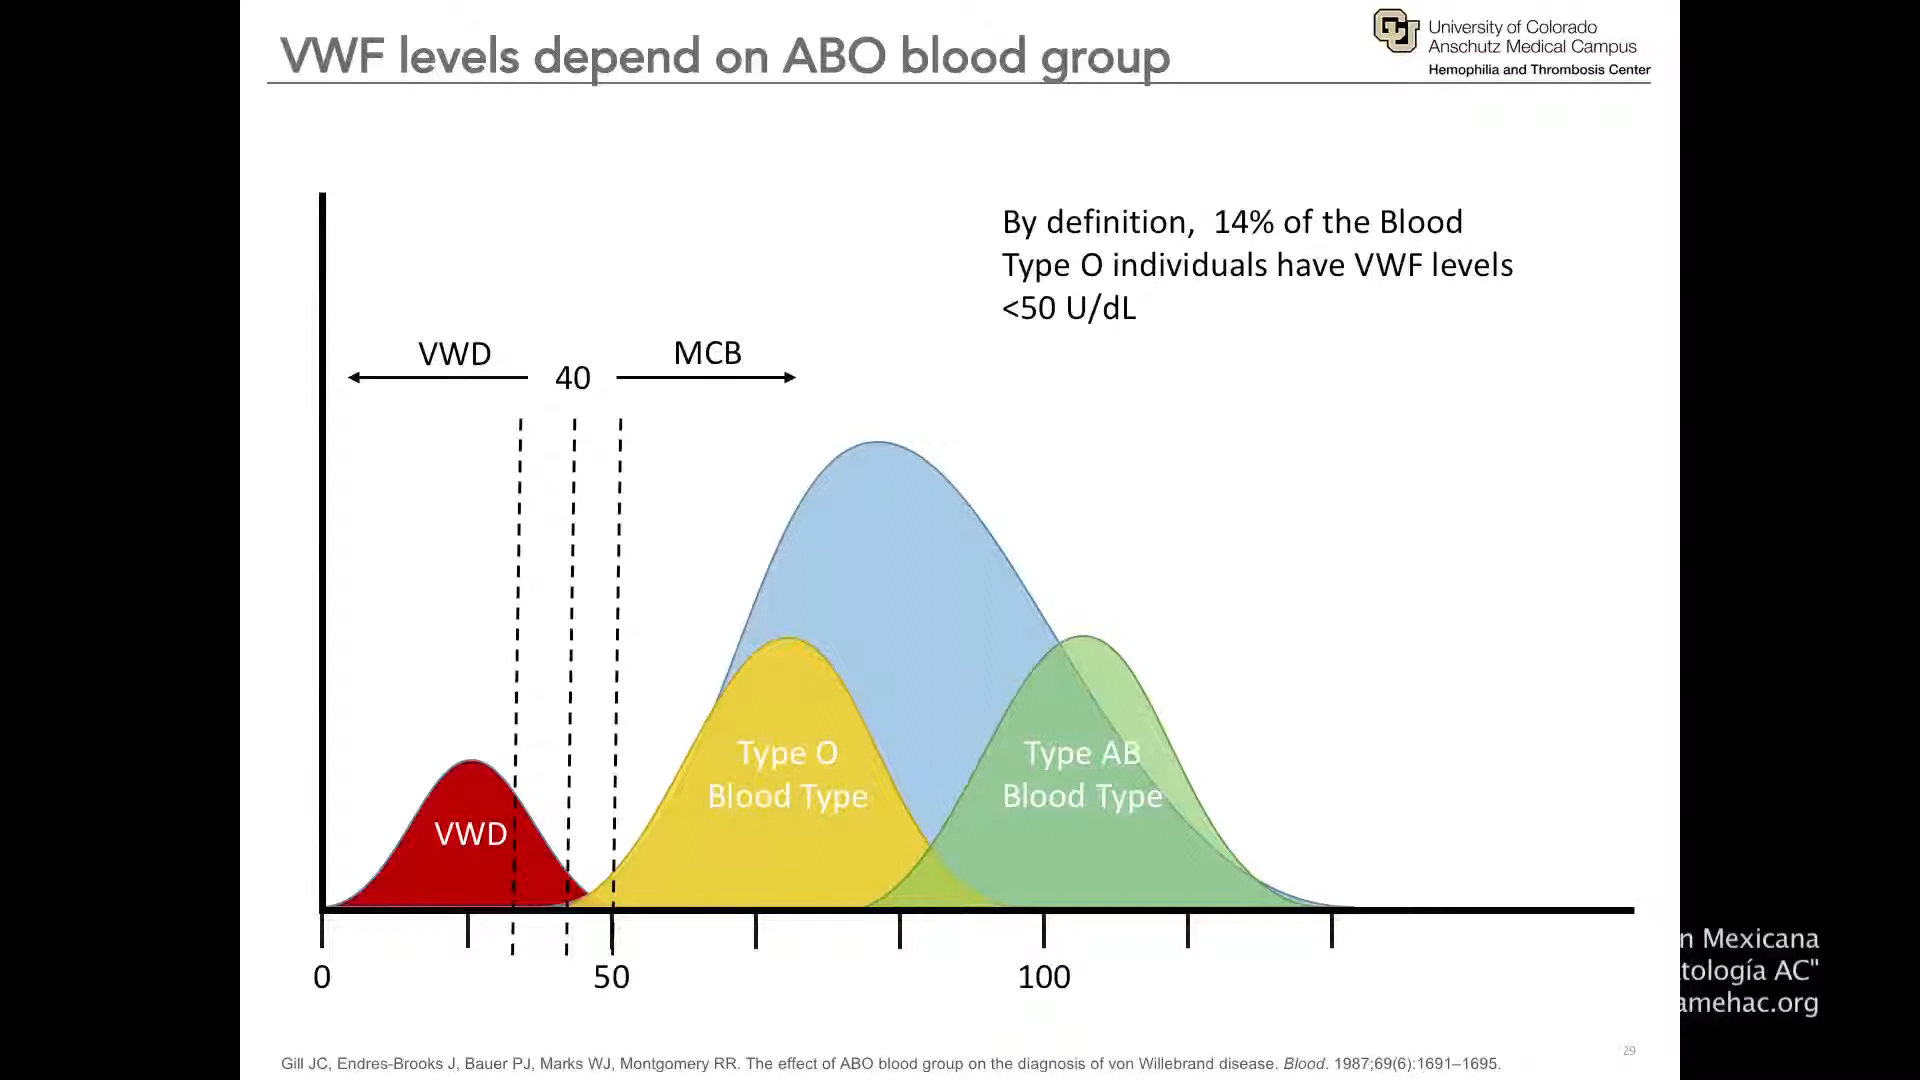 VWF levels depend on ABO blood group
University of Colorado
Anschutz Medical Campus
Hemophilia and Thrombosis Center
By definition, 14% of the Blood
Type O individuals have VWF levels
<50 U/dL
VWD
40
MCB
Type O
Blood Type
Type AB
Blood Type
VWD
0
50
100
n Mexicana
tología AC"
amehac.org
29
Gill JC, Endres-Brooks J, Bauer PJ, Marks WJ, Montgomery RR. The effect of ABO blood group on the diagnosis of von Willebrand disease. Blood. 1987;69(6):1691–1695.